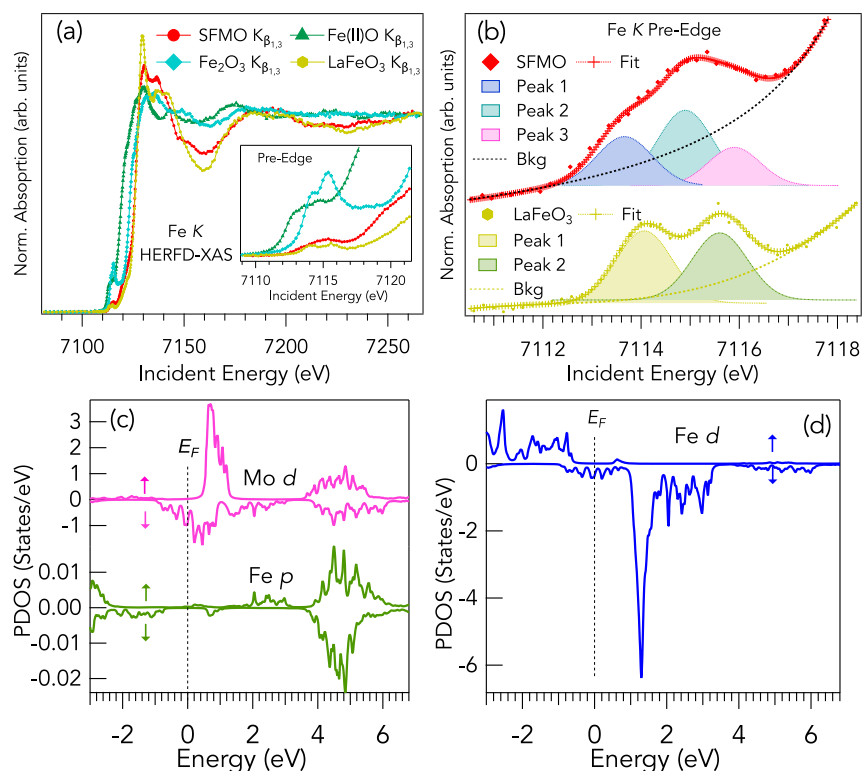 (a)
SFMO Kβ1,3
Fe(II)O Kβ1,3
Fe2O3 Kβ1,3
LaFeO3 Kβ1,3
Norm. Absoprtion (arb. units)
Pre-Edge
Fe K
HERFD-XAS
7110
7115
7120
Incident Energy (eV)
7100
7150
7200
7250
Incident Energy (eV)
(b)
Fe K Pre-Edge
SFMO
Fit
Peak 1
Peak 2
Peak 3
Bkg
LaFeO3
Fit
Peak 1
Peak 2
Bkg
Norm. Absoprtion (arb. units)
7112
7114
7116
7118
Incident Energy (eV)
(c)
3
2
1
0
-1
EF
Mo d
↑
↓
0.01
0.00
-0.01
-0.02
Fe p
↑
↓
PDOS (States/eV)
-2
0
2
4
6
Energy (eV)
(d)
EF
Fe d
↑
↓
0
-2
-4
-6
PDOS (States/eV)
-2
0
2
4
6
Energy (eV)